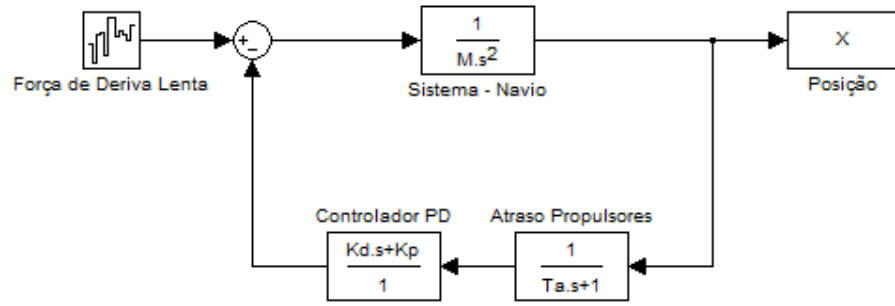 +
-
1
M.s2
X
Força de Deriva Lenta
Sistema - Navio
Posição
Controlador PD
Atraso Propulsores
Kd.s+Kp
1
1
Ta.s+1